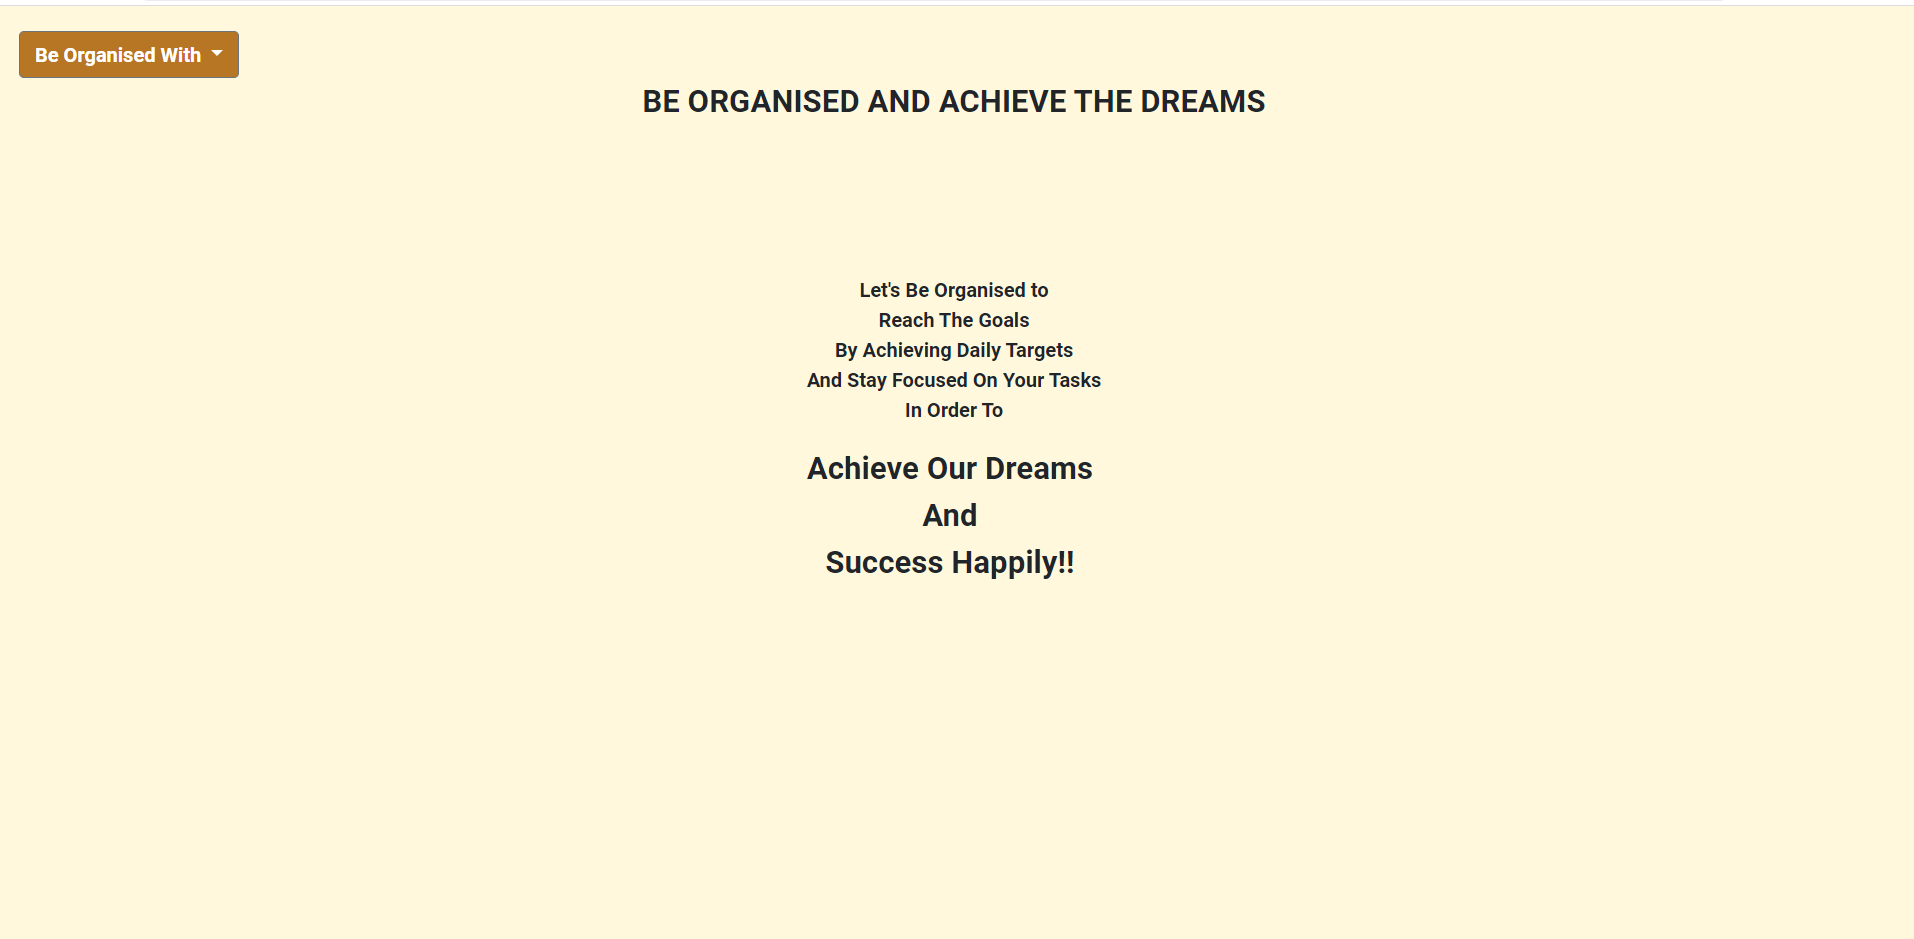 Be Organised With
BE ORGANISED AND ACHIEVE THE DREAMS
Let's Be Organised to
Reach The Goals
By Achieving Daily Targets
And Stay Focused On Your Tasks
In Order To
Achieve Our Dreams
And
Success Happily!!